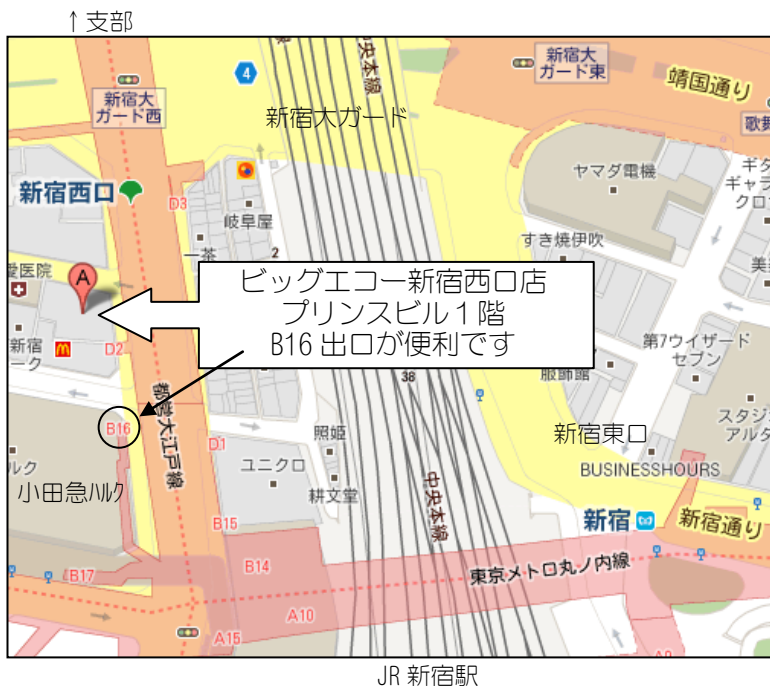 ↑支部
新宿大
ガード西
4
中央本線
新宿大ガード
新宿大
ガード東
靖国通り
歌舞
新宿西口
D3
岐阜屋
一茶
2
ヤマダ電機
ギタ
ギャラ
クロ
すき焼伊吹
美
愛医院
A
ビッグエコー新宿西口店
プリンスビル1階
B16 出口が便利です
新宿
ーク
D2
38
服飾館
第7ウイザード
セブン
都営大江戸線
B16
D1
照姫
新宿東口
スタジ
アルタ
ルク
小田急ハルク
ユニクロ
耕文堂
中央本線
BUSINESSHOURS
B15
新宿
新宿通り
B17
B14
東京メトロ丸ノ内線
A10
A15
A9
JR 新宿駅